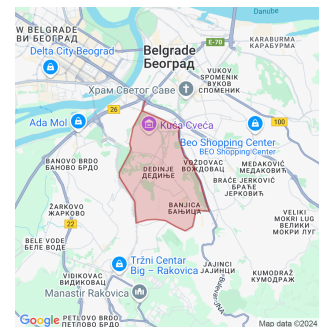 W BELGRADE
ВИ БЕОГРАД
Danube
E-70
KARABURMA
КАРАБУРМА
Delta City Beograd
Belgrade
Београд
VUKOV
SPOMENIK
ВУКОВ
СПОМЕНИК
Храм Светог Саве
26
100
Ada Mol
Kuća Cveća
Beo Shopping Center
BEO Shopping Center
BANOVO BRDO
БАНОВО БРДО
DEDINJE
ДЕДИЊЕ
VOŽDOVAC
ВОЖДОВАЦ
MEDAKOVIĆ
МЕДАКОВИЋ
BRAĆE JERKOVIĆ
БРАЋЕ
ЈЕРКОВИЋ
ŽARKOVO
ЖАРКОВО
BANJICA
БАЊИЦА
22
VELIKI
MOKRI LUG
ВЕЛИКИ
МОКРИ ЛУГ
BELE VODE
БЕЛЕ ВОДЕ
Tržni Centar
Big – Rakovica
JAJINCI
ЈАЈИНЦИ
VIDIKOVAC
ВИДИКОВАЦ
KUMODRAŽ
КУМОДРАЖ
Manastir Rakovica
PETLOVO BRDO
ПЕТЛОВО БРДО
Google
Map data ©2024